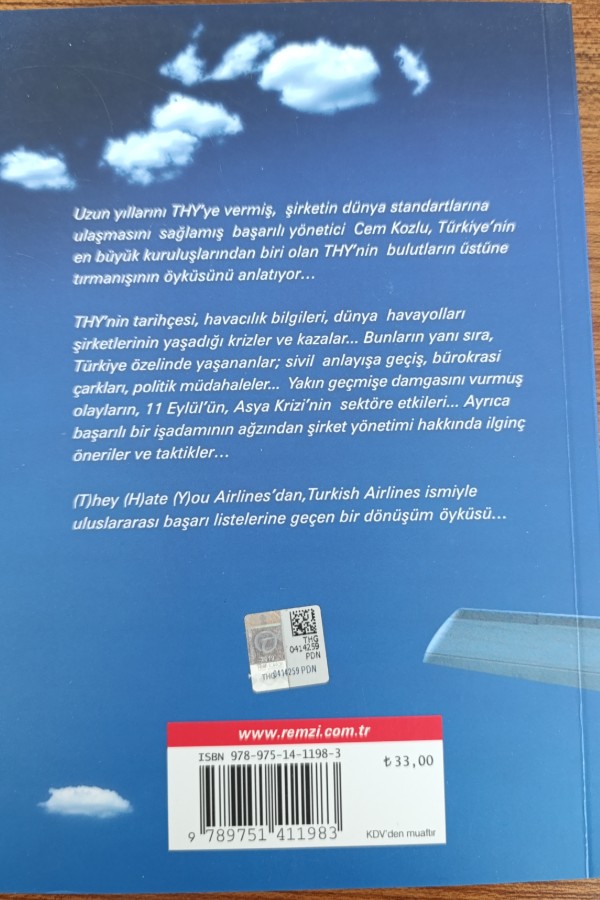 Uzun yıllarını THY'ye vermiş, şirketin dünya standartlarına
ulaşmasını sağlamış başarılı yönetici Cem Kozlu, Türkiye'nin
en büyük kuruluşlarından biri olan THY'nin bulutların üstüne
tırmanışının öyküsünü anlatıyor...
THY'nin tarihçesi, havacılık bilgileri, dünya havayolları
şirketlerinin yaşadığı krizler ve kazalar... Bunların yanı sıra,
Türkiye özelinde yaşananlar; sivil anlayışa geçiş, bürokrasi
çarkları, politik müdahaleler... Yakın geçmişe damgasını vurmuş
olayların, 11 Eylül'ün, Asya Krizi'nin sektöre etkileri... Ayrıca
başarılı bir işadamının ağzından şirket yönetimi hakkında ilginç
öneriler ve taktikler...
(T)hey (H)ate (Y)ou Airlines'dan,Turkish Airlines ismiyle
uluslararası başarı listelerine geçen bir dönüşüm öyküsü...
THG
0414259
PDN
THG0414259 PDN
www.remzi.com.tr
ISBN 978-975-14-1198-3
₺33,00
9 789751 411983
KDV'den muaftır